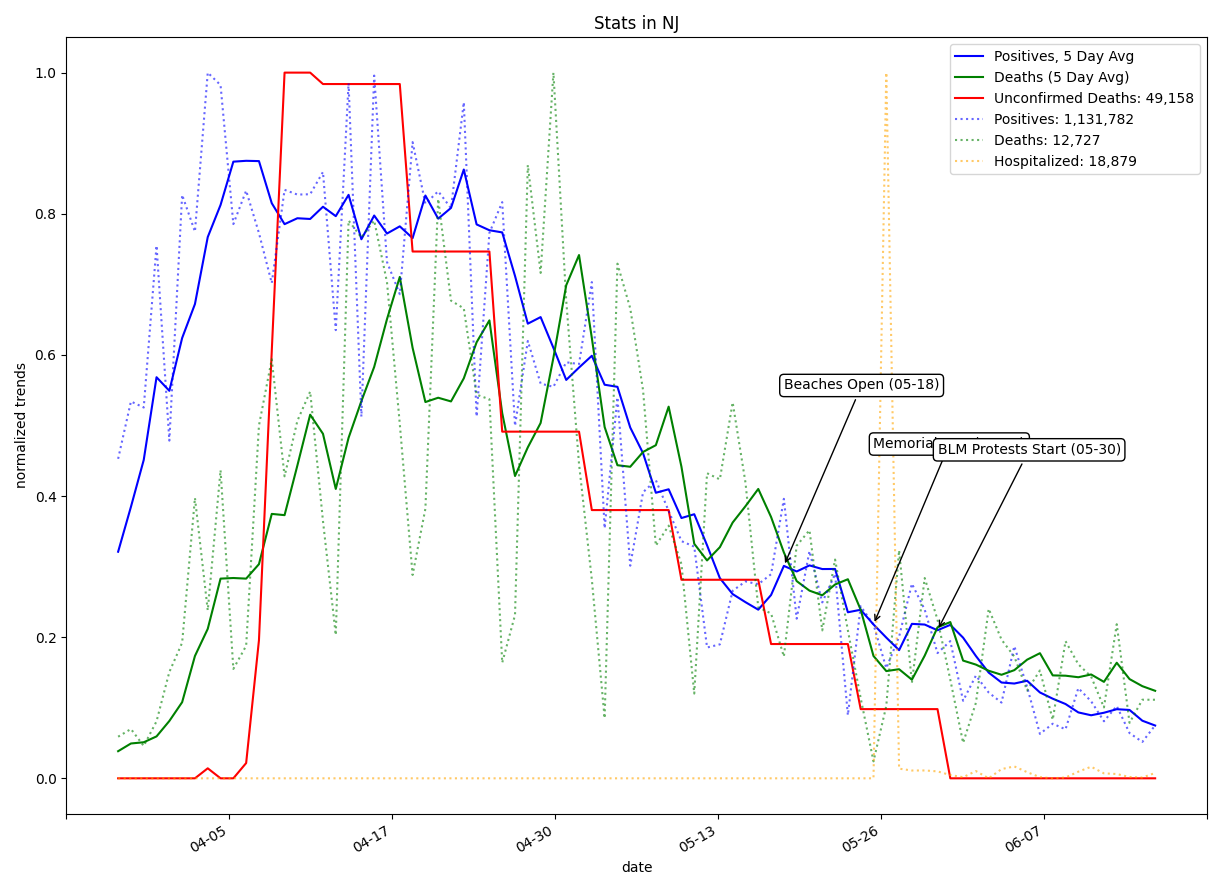 Stats in NJ
Positives, 5 Day Avg
Deaths (5 Day Avg)
Unconfirmed Deaths: 49,158
Positives: 1,131,782
Deaths: 12,727
Hospitalized: 18,879
1.0
0.8
0.6
0.4
0.2
0.0
normalized trends
Beaches Open (05-18)
Memoria
BLM Protests Start (05-30)
04-05
04-17
04-30
05-13
05-26
06-07
date